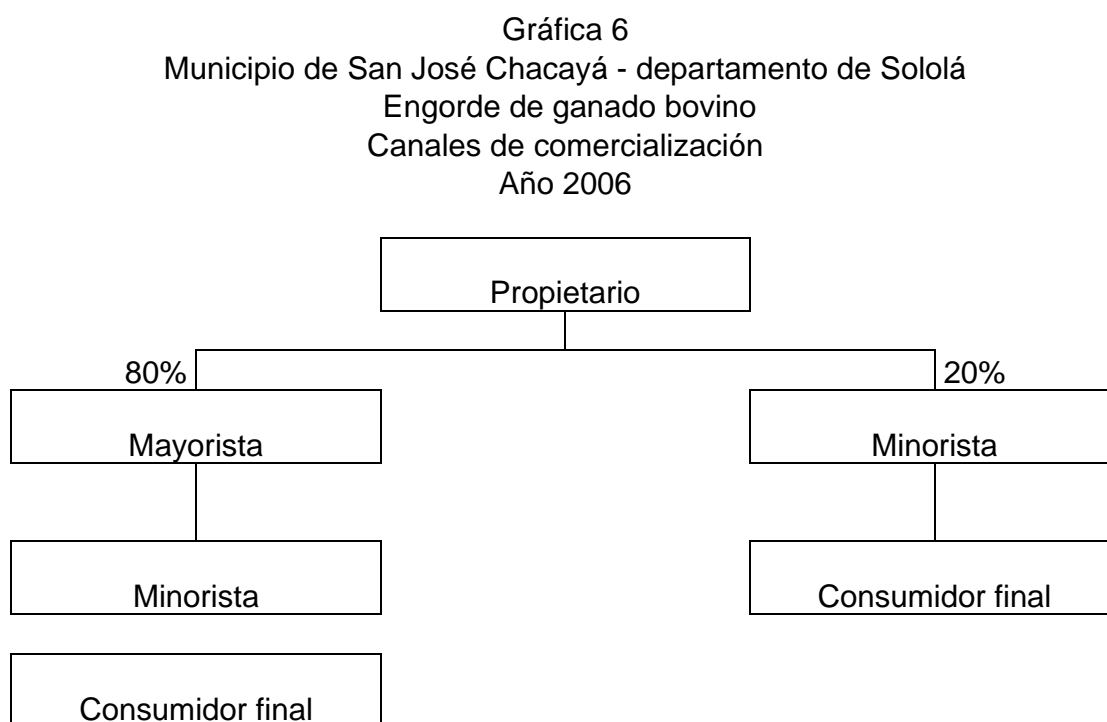 Gráfica 6
Municipio de San José Chacayá - departamento de Sololá
Engorde de ganado bovino
Canales de comercialización
Año 2006
Propietario
80%
20%
Mayorista
Minorista
Minorista
Consumidor final
Consumidor final